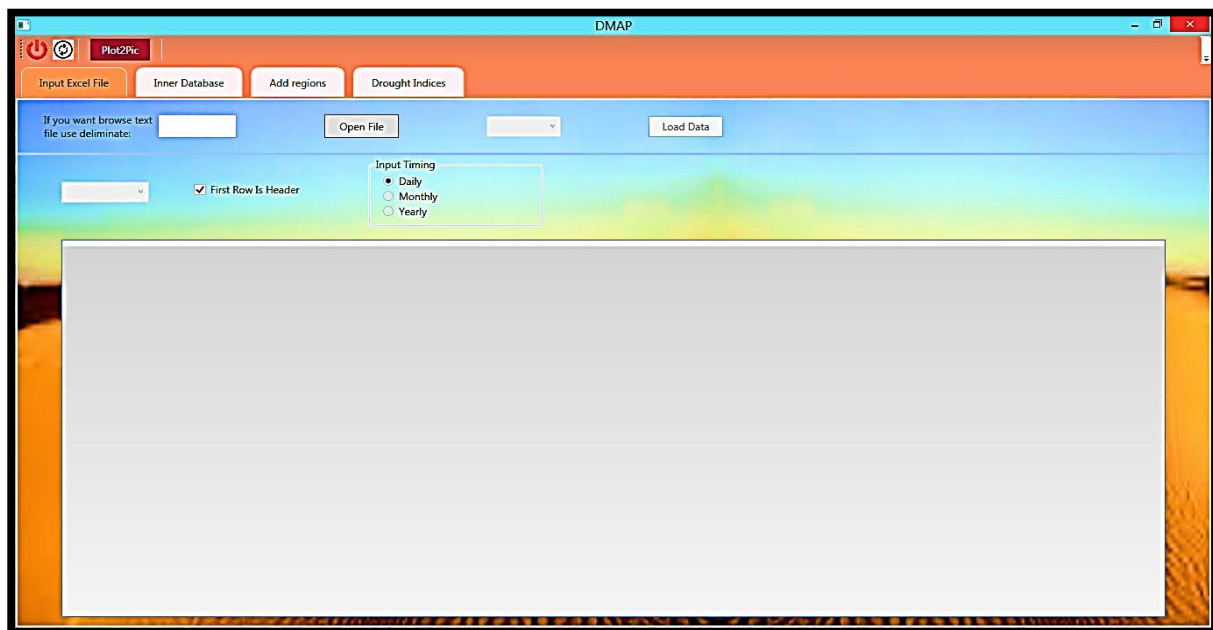 DMAP
Plot2Pic
Input Excel File
Inner Database
Add regions
Drought Indices
If you want browse text
file use deliminate:
Open File
Load Data
First Row Is Header
Input Timing
Daily
Monthly
Yearly